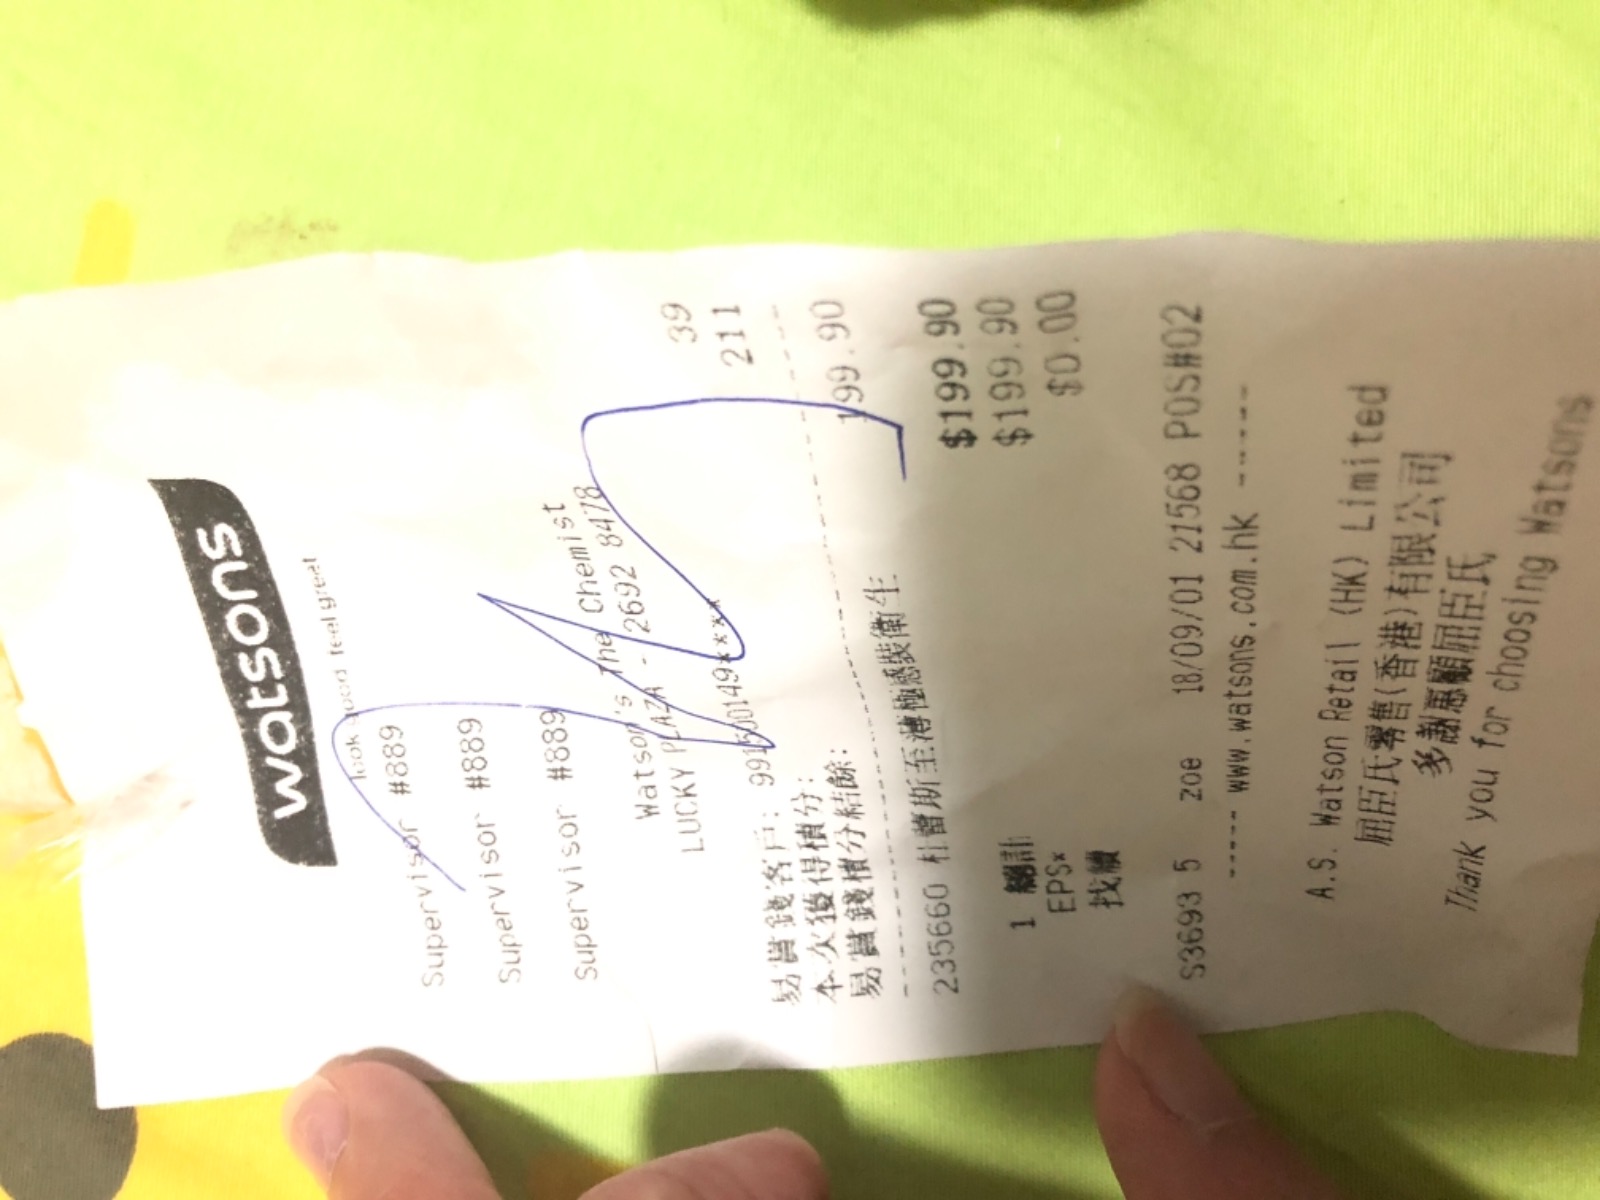 watsons
look good feel great
Supervisor #889
Supervisor #889
Supervisor #889
Watson's The Chemist
LUCKY PLAZA - 2692 8478
易賞錢客戶: 991500149****
本次獲得積分: 39
易賞錢積分結餘: 211
235660 杜蕾斯至薄極感裝衛生 199.90
1 總計 $199.90
EPS* $199.90
找續 $0.00
S3693 5 zoe 18/09/01 21568 POS#02
----- www.watsons.com.hk -----
A.S. Watson Retail (HK) Limited
屈臣氏零售(香港)有限公司
多謝惠顧屈臣氏
Thank you for choosing Watsons